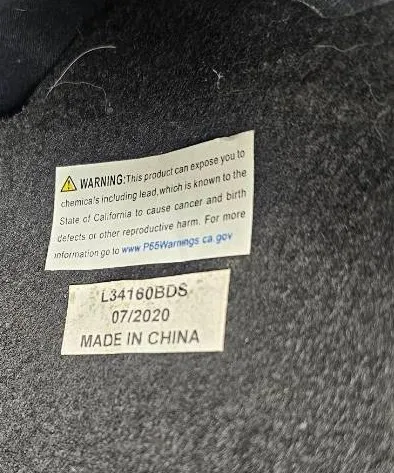 WARNING:This product can expose you to
chemicals including lead,which is known to the
State of California to cause cancer and birth
defects or other reproductive harm. For more
information go to www.P65Warnings.ca.gov
L34160BDS
07/2020
MADE IN CHINA